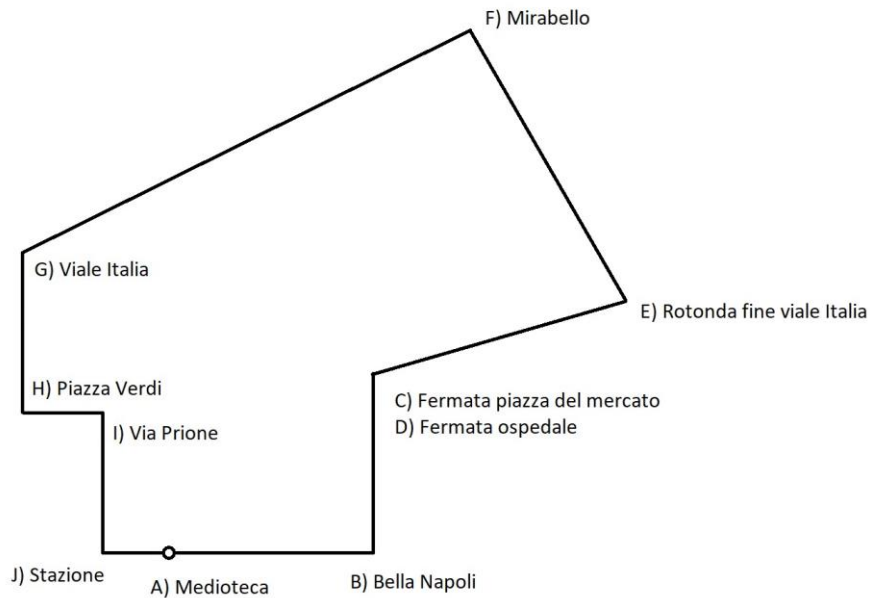 F) Mirabello
G) Viale Italia
E) Rotonda fine viale Italia
H) Piazza Verdi
C) Fermata piazza del mercato
D) Fermata ospedale
I) Via Prione
J) Stazione
A) Medioteca
B) Bella Napoli